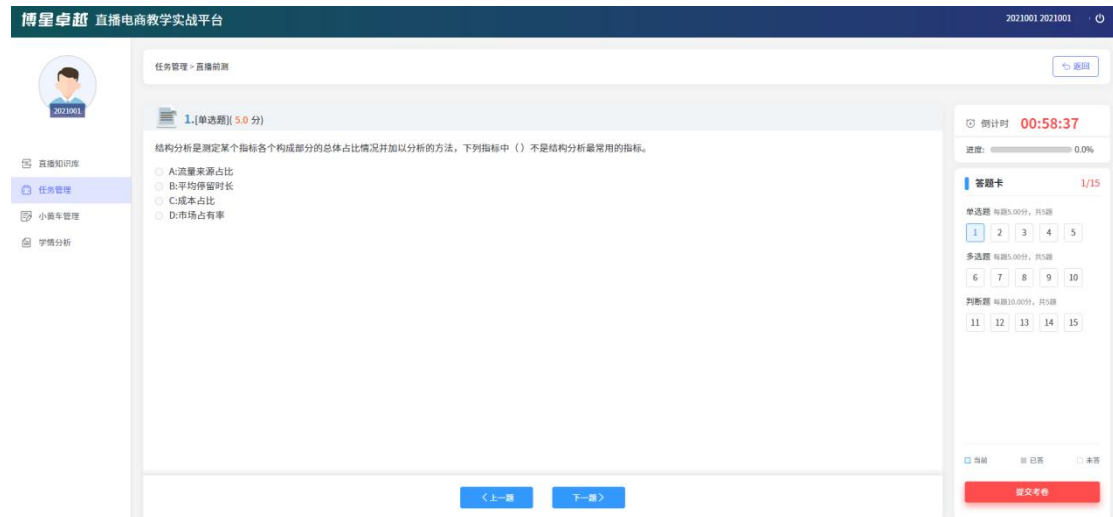 博星卓越 直播电商教学实战平台
2021001 2021001
2021001
直播知识库
任务管理
小黄车管理
学情分析
任务管理 > 直播前测
返回
1.[单选题]( 5.0 分)
结构分析是测定某个指标各个构成部分的总体占比情况并加以分析的方法，下列指标中（）不是结构分析最常用的指标。
A:流量来源占比
B:平均停留时长
C:成本占比
D:市场占有率
< 上一题
下一题 >
倒计时 00:58:37
进度: 0.0%
答题卡 1/15
单选题 每题5.00分，共5题
1 2 3 4 5
多选题 每题5.00分，共5题
6 7 8 9 10
判断题 每题10.00分，共5题
11 12 13 14 15
当前 已答 未答
提交考卷